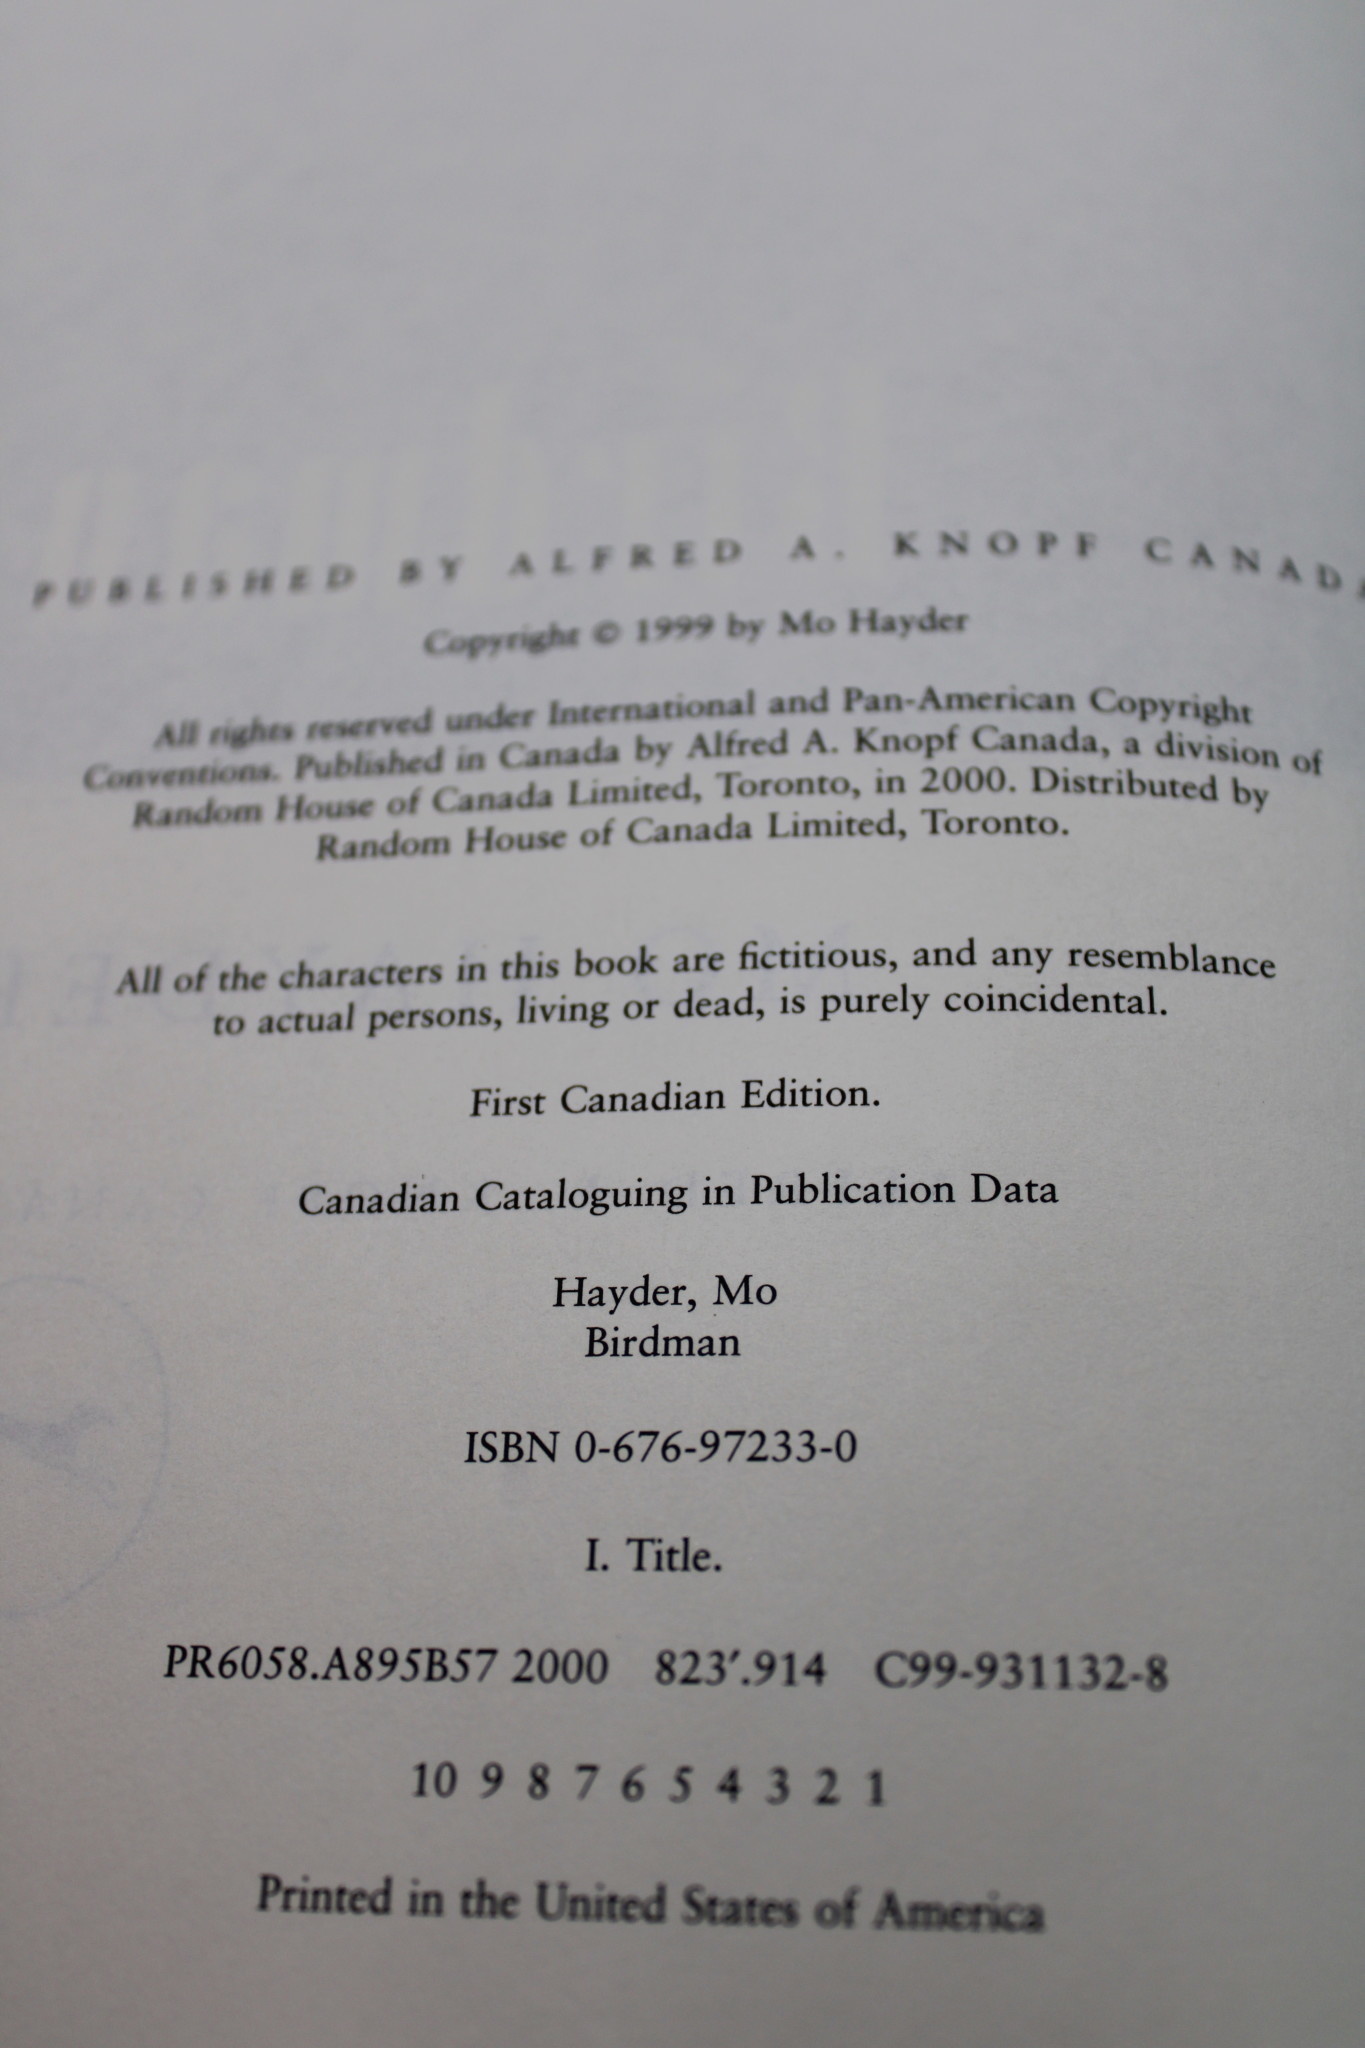 PUBLISHED BY ALFRED A. KNOPF CANADA
Copyright © 1999 by Mo Hayder
All rights reserved under International and Pan-American Copyright
Conventions. Published in Canada by Alfred A. Knopf Canada, a division of
Random House of Canada Limited, Toronto, in 2000. Distributed by
Random House of Canada Limited, Toronto.
All of the characters in this book are fictitious, and any resemblance
to actual persons, living or dead, is purely coincidental.
First Canadian Edition.
Canadian Cataloguing in Publication Data
Hayder, Mo
Birdman
ISBN 0-676-97233-0
I. Title.
PR6058.A895B57 2000 823′.914 C99-931132-8
10 9 8 7 6 5 4 3 2 1
Printed in the United States of America